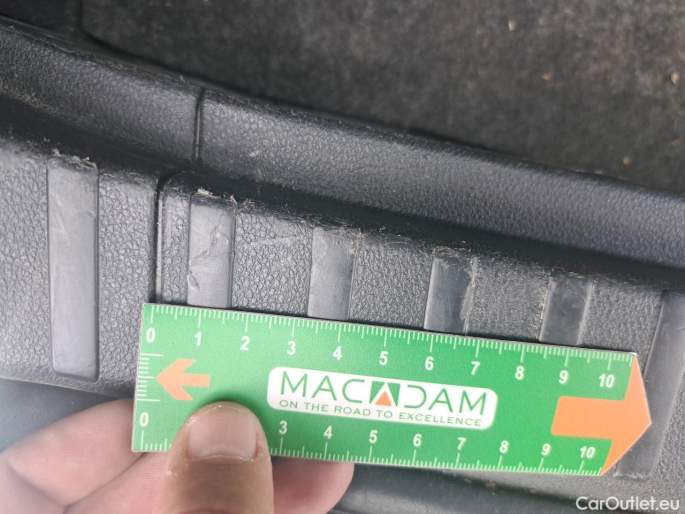 0 1 2 3 4 5 6 7 8 9 10
MACADAM
ON THE ROAD TO EXCELLENCE
0 3 4 5 6 7 8 9 10
CarOutlet.eu